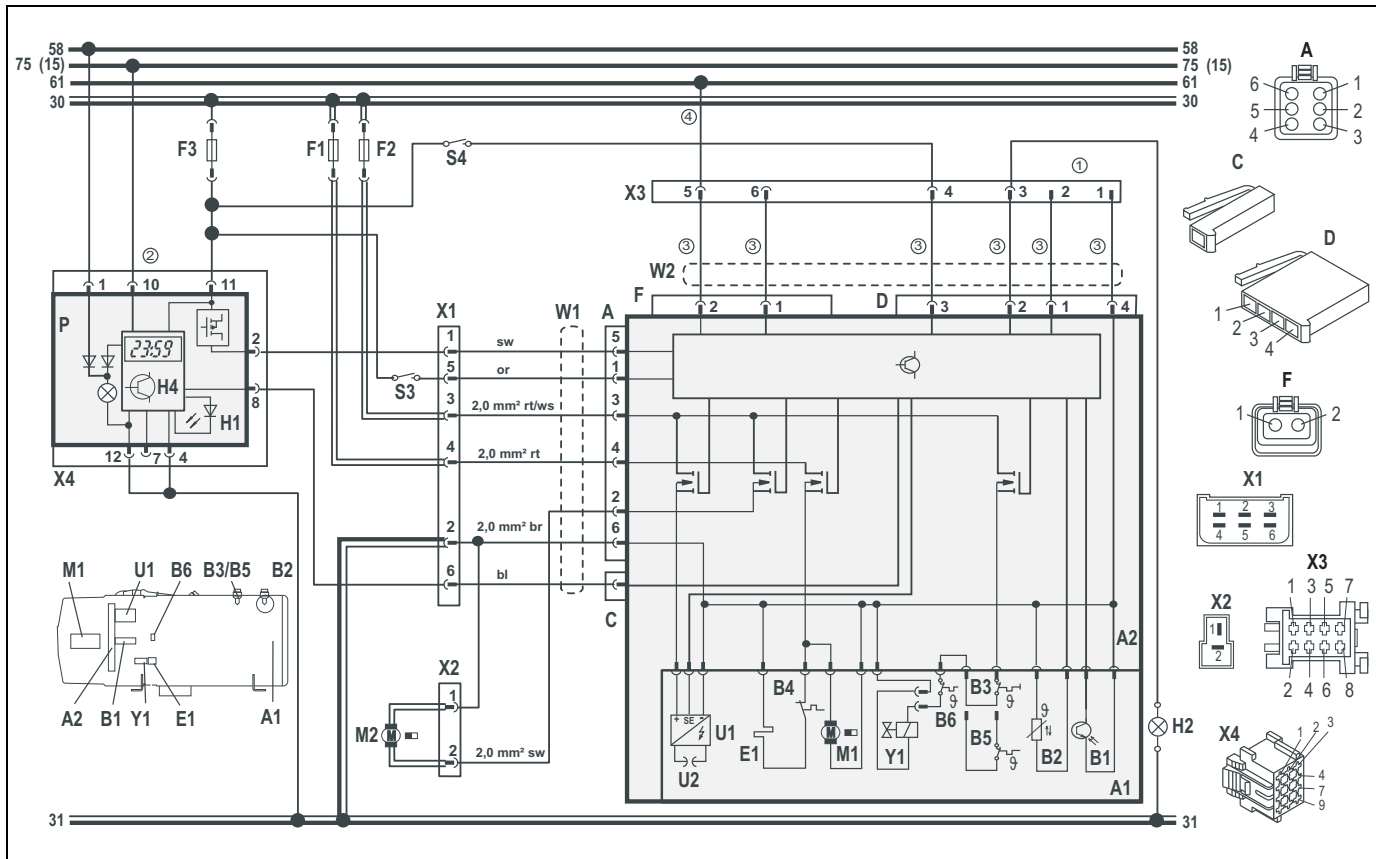 58 58
75 (15) 75 (15)
61 61
30 30
A
6 1
5 2
4 3
F3 F1 F2 S4
④ ①
X3 5 6 4 3 2 1
C
D
1
2
3
4
② ③ ③ ③ ③ ③ ③
W2
1 10 11
P
X1 W1 A F 2 1 D 3 2 1 4
23:59
2
1 sw 5
H4
5 or 1
S3
8
H1
3 2,0 mm² rt/ws 3
12 7 4
X4
4 2,0 mm² rt 4
2
2 2,0 mm² br 6
6 bl
C
F
1 2
X1
1 2 3
4 5 6
M1 U1 B6 B3/B5 B2
A2 B1 Y1 E1 A1
X2
1
M2 M
2 2,0 mm² sw
A2
+ SE -
U1
U2
E1
B4
M
M1
Y1
B6
B3
ϑ
ϑ
B5
ϑ
ϑ
B2
B1
A1
H2
X3
1 3 5 7
2 4 6 8
X2
1
2
X4
1 2 3
4
7
9
31 31